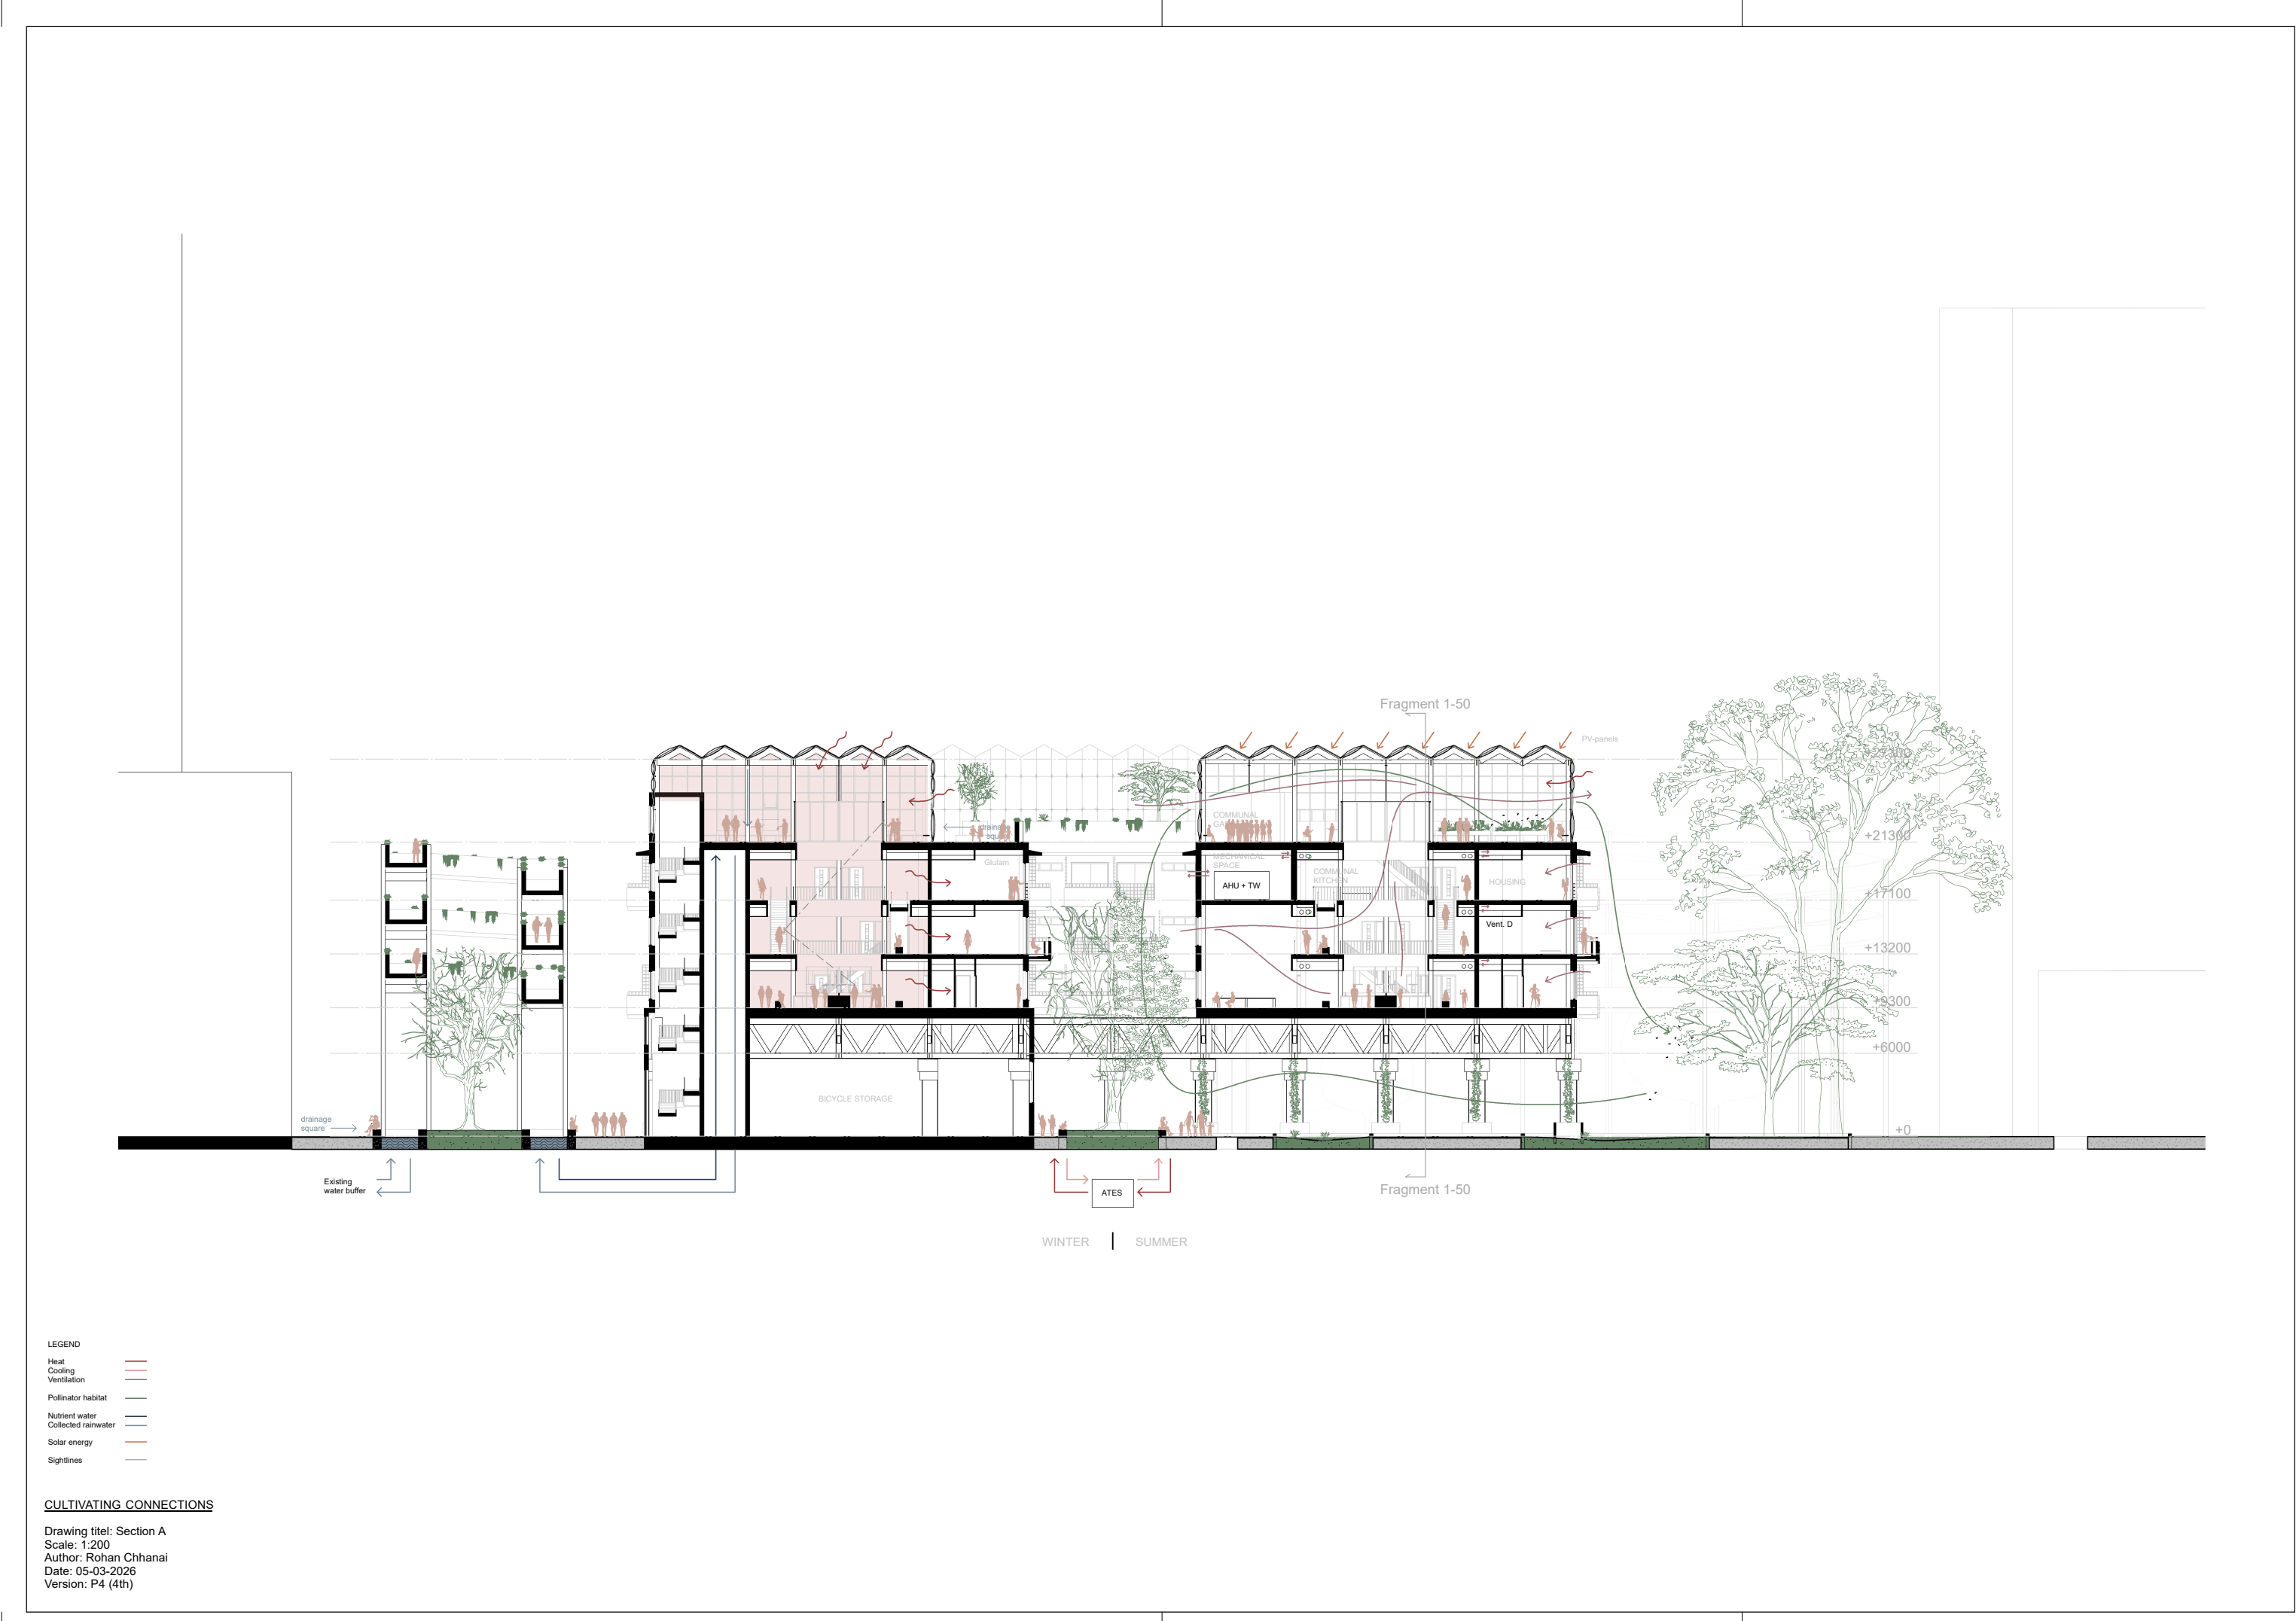 Fragment 1-50
PV-panels
COMMUNAL
drainage
square
+21300
MECHANICAL
SPACE
Glulam
AHU + TW
COMMUNAL
KITCHEN
HOUSING
+17100
Vent. D
+13200
+9300
+6000
BICYCLE STORAGE
drainage
square
+0
Existing
water buffer
ATES
Fragment 1-50
WINTER
SUMMER
LEGEND
Heat
Cooling
Ventilation
Pollinator habitat
Nutrient water
Collected rainwater
Solar energy
Sightlines
CULTIVATING CONNECTIONS
Drawing titel: Section A
Scale: 1:200
Author: Rohan Chhanai
Date: 05-03-2026
Version: P4 (4th)